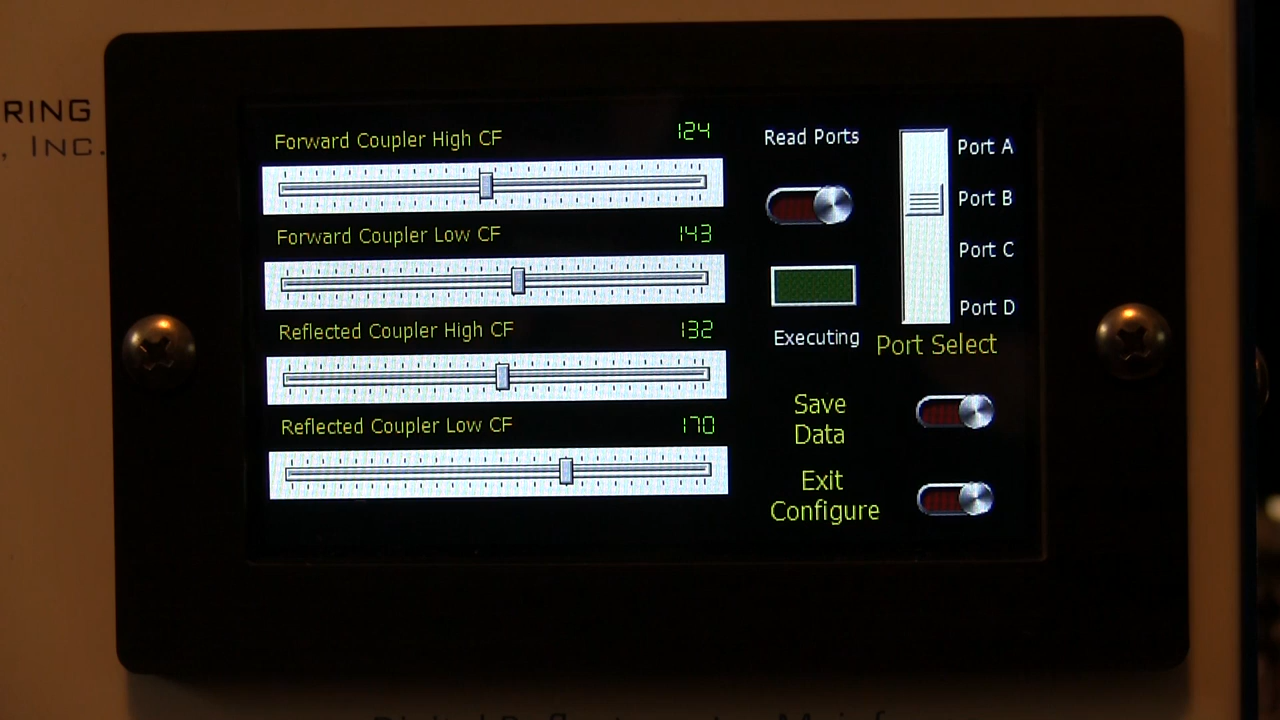 RING
, INC.
Forward Coupler High CF 124
Forward Coupler Low CF 143
Reflected Coupler High CF 132
Reflected Coupler Low CF 170
Read Ports
Executing
Port A
Port B
Port C
Port D
Port Select
Save
Data
Exit
Configure